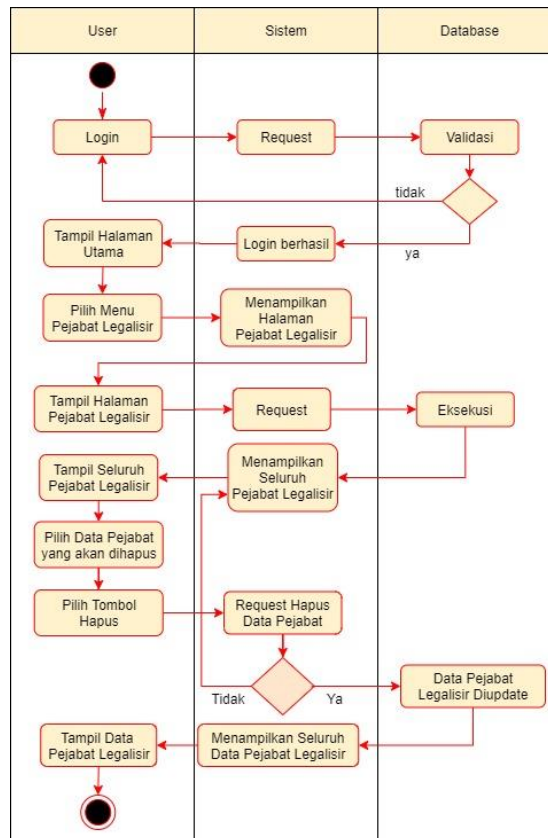 User
Sistem
Database
Login
Request
Validasi
tidak
ya
Tampil Halaman
Utama
Login berhasil
Pilih Menu
Pejabat Legalisir
Menampilkan
Halaman
Pejabat Legalisir
Tampil Halaman
Pejabat Legalisir
Request
Eksekusi
Tampil Seluruh
Pejabat Legalisir
Menampilkan
Seluruh
Pejabat Legalisir
Pilih Data Pejabat
yang akan dihapus
Pilih Tombol
Hapus
Request Hapus
Data Pejabat
Tidak
Ya
Data Pejabat
Legalisir Diupdate
Tampil Data
Pejabat Legalisir
Menampilkan Seluruh
Data Pejabat Legalisir